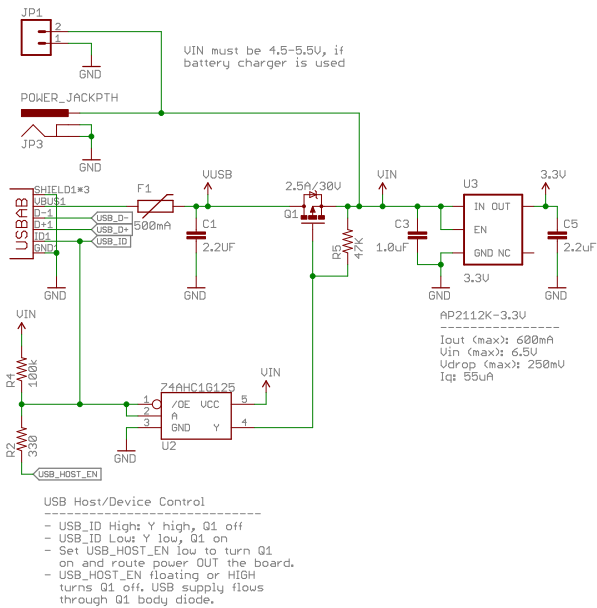 JP1
2
1
GND
VIN must be 4.5-5.5V, if
battery charger is used
POWER_JACKPTH
JP3
GND
SHIELD1*3
VBUS1
D-1
D+1
ID1
GND1
USBAB
USB_D-
USB_D+
USB_ID
GND
F1
500mA
VUSB
C1
2.2UF
GND
2.5A/30V
Q1
R5
47K
VIN
C3
1.0uF
GND
U3
IN OUT
EN
GND NC
3.3V
3.3V
C5
2.2uF
GND
AP2112K-3.3V
--------------------
Iout (max): 600mA
Vin (max): 6.5V
Vdrop (max): 250mV
Iq: 55uA
VIN
R4
100k
R2
330
USB_HOST_EN
74AHC1G125
1
2
3
/OE VCC
A
GND Y
5
4
U2
VIN
GND
USB Host/Device Control
-----------------------------
- USB_ID High: Y high, Q1 off
- USB_ID Low: Y low, Q1 on
- Set USB_HOST_EN low to turn Q1
on and route power OUT the board.
- USB_HOST_EN floating or HIGH
turns Q1 off. USB supply flows
through Q1 body diode.